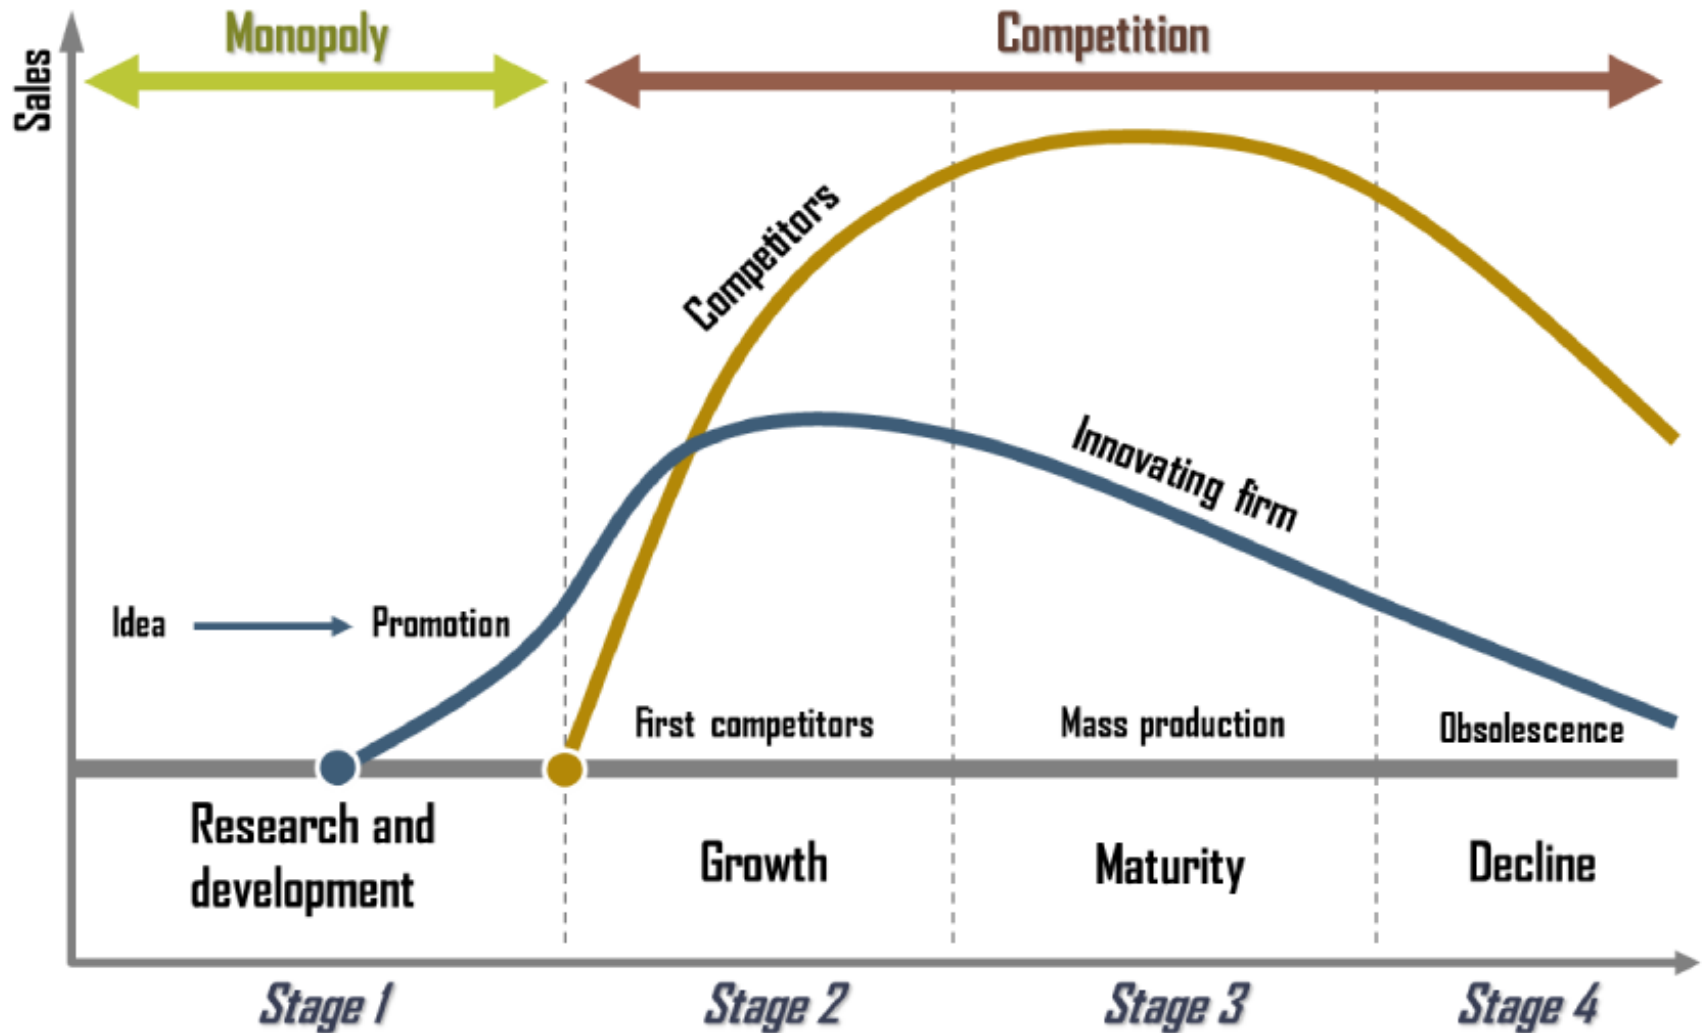 Monopoly
Competition
Sales
Competitors
Innovating firm
Idea
Promotion
First competitors
Mass production
Obsolescence
Research and
development
Growth
Maturity
Decline
Stage 1
Stage 2
Stage 3
Stage 4